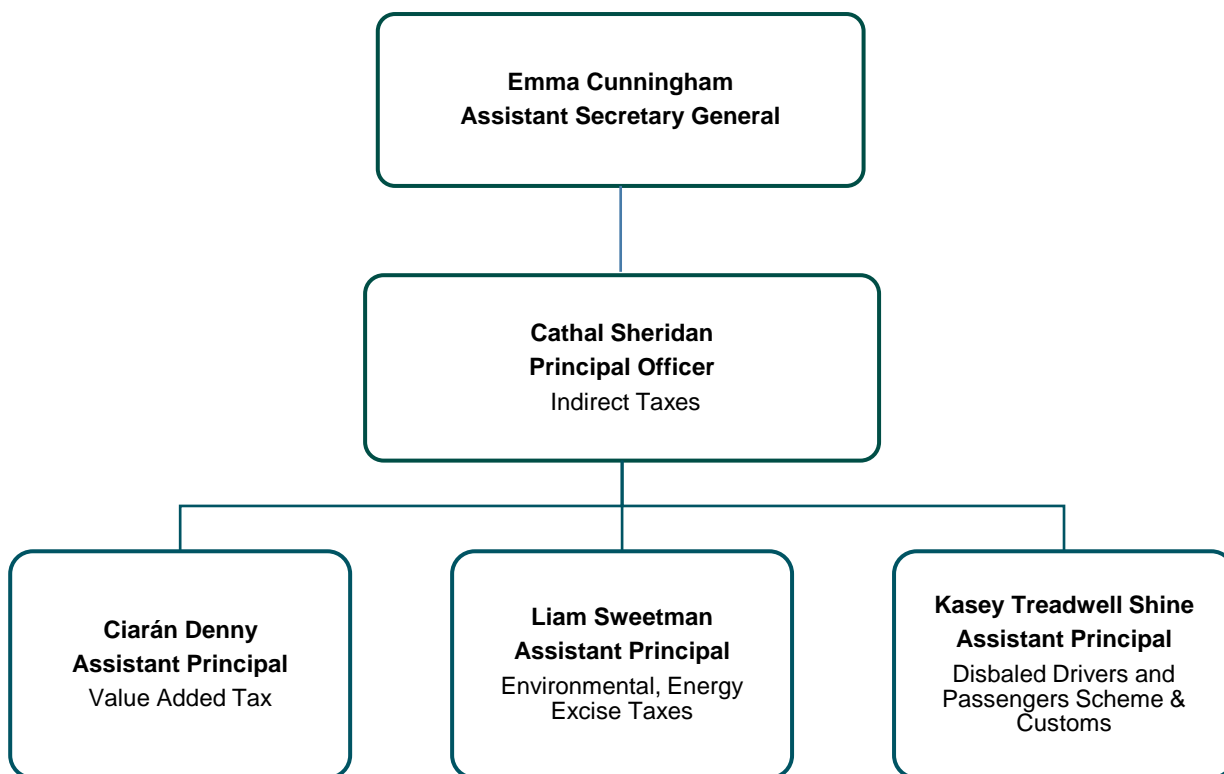 Emma Cunningham
Assistant Secretary General
Cathal Sheridan
Principal Officer
Indirect Taxes
Ciarán Denny
Assistant Principal
Value Added Tax
Liam Sweetman
Assistant Principal
Environmental, Energy
Excise Taxes
Kasey Treadwell Shine
Assistant Principal
Disbaled Drivers and
Passengers Scheme &
Customs